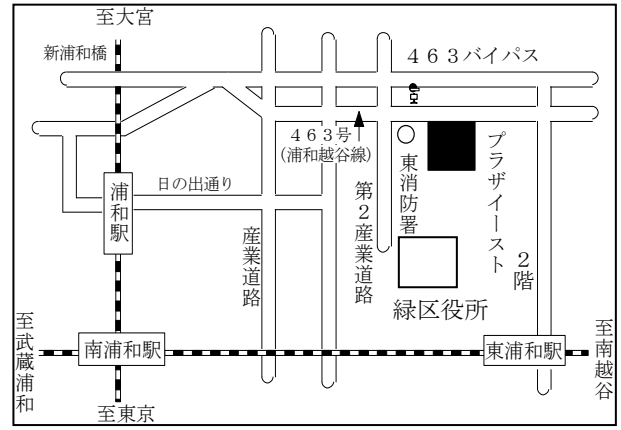 至大宮
新浦和橋
４６３バイパス
４６３号
(浦和越谷線)
東消防署
プラザイースト
２階
浦和駅
日の出通り
産業道路
第２産業道路
緑区役所
至武蔵浦和
南浦和駅
東浦和駅
至南越谷
至東京